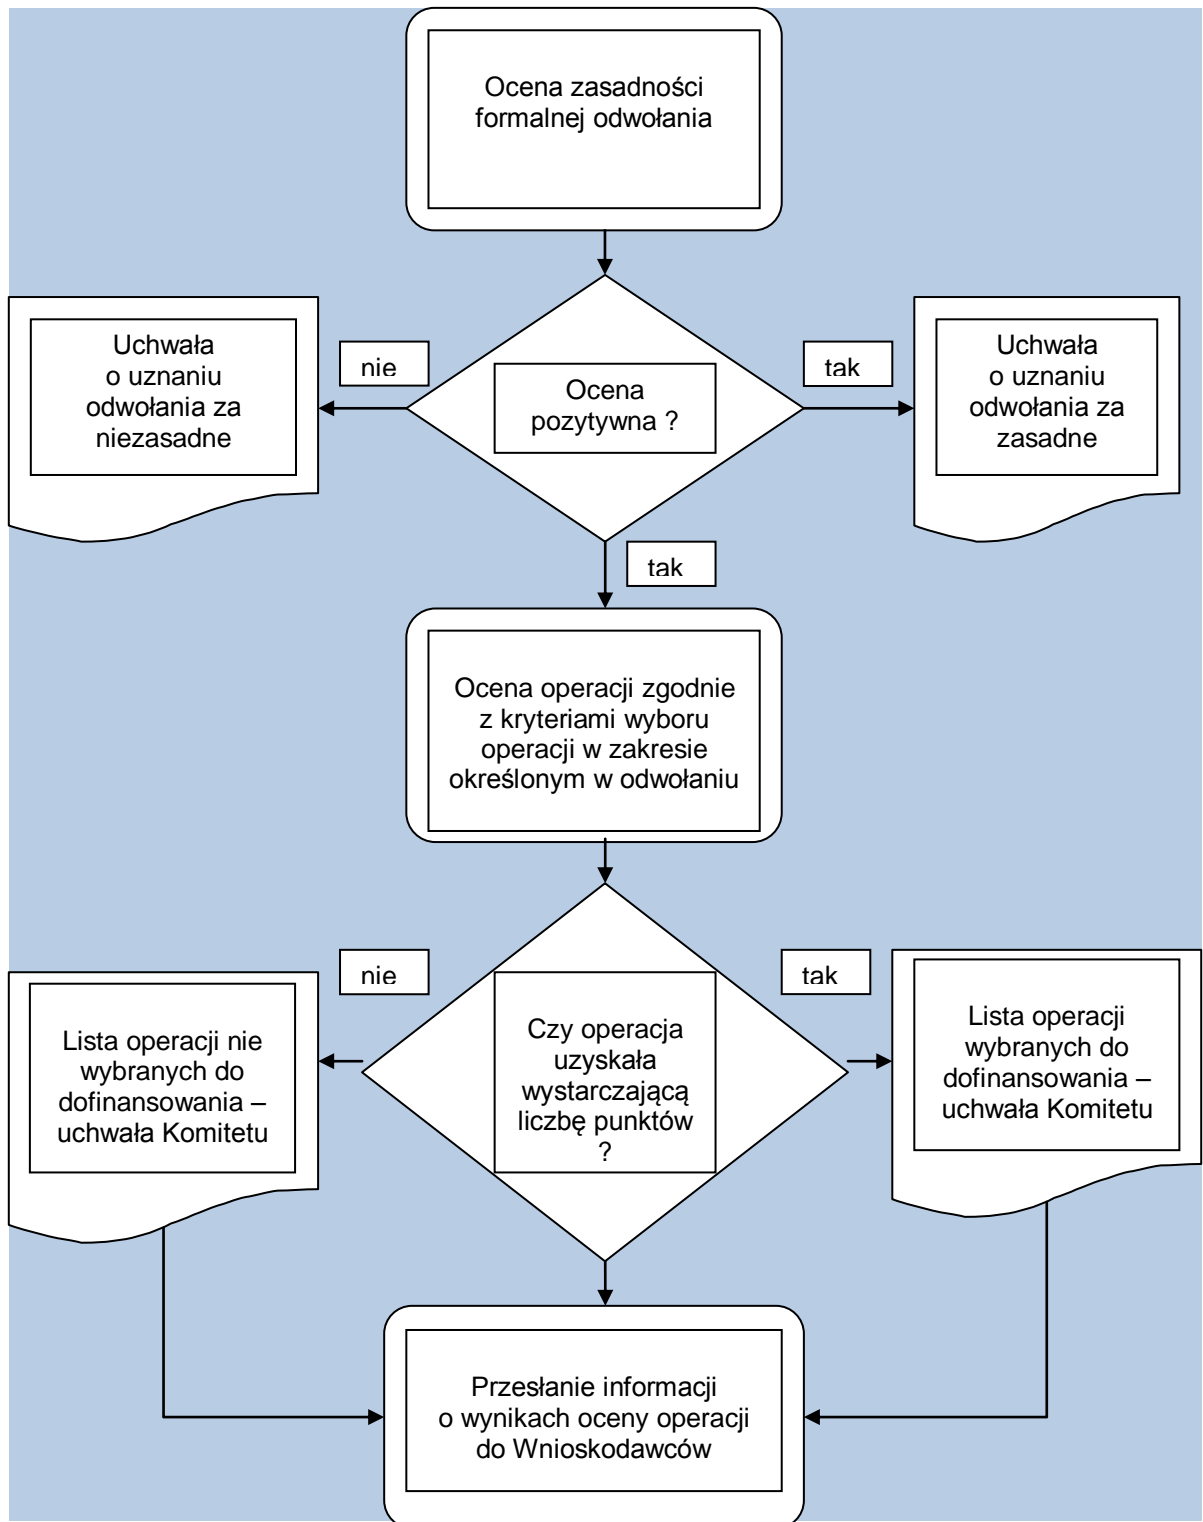 Ocena zasadności
formalnej odwołania
nie
tak
Uchwała
o uznaniu
odwołania za
niezasadne
Ocena
pozytywna ?
Uchwała
o uznaniu
odwołania za
zasadne
tak
Ocena operacji zgodnie
z kryteriami wyboru
operacji w zakresie
określonym w odwołaniu
nie
tak
Lista operacji nie
wybranych do
dofinansowania –
uchwała Komitetu
Czy operacja
uzyskała
wystarczającą
liczbę punktów
?
Lista operacji
wybranych do
dofinansowania –
uchwała Komitetu
Przesłanie informacji
o wynikach oceny operacji
do Wnioskodawców